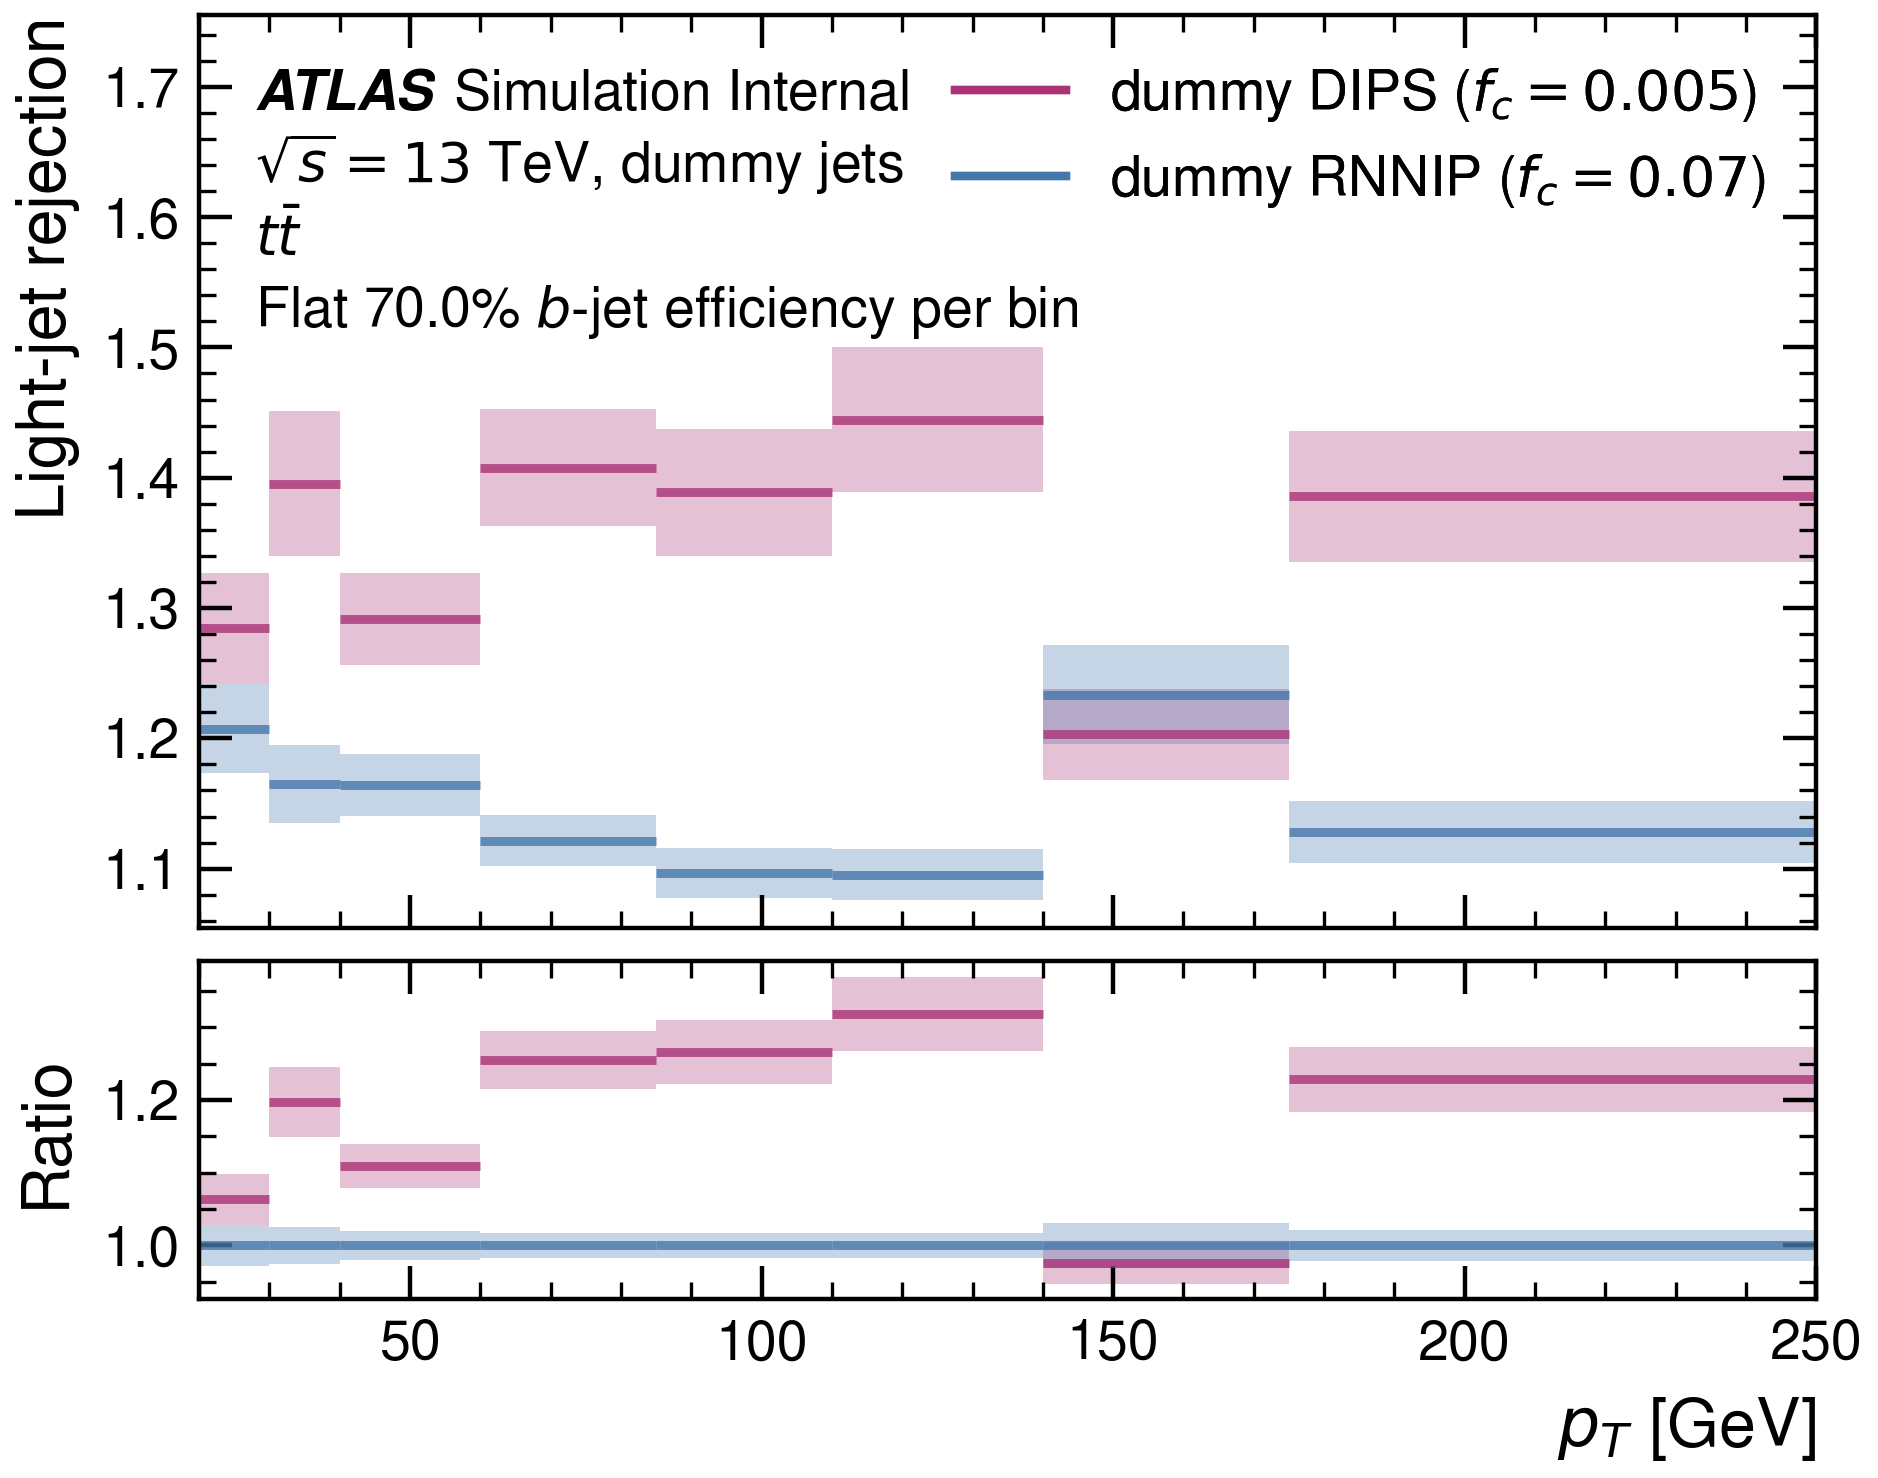 Light-jet rejection
1.7
1.6
1.5
1.4
1.3
1.2
1.1
ATLAS Simulation Internal
√s = 13 TeV, dummy jets
tt̄
Flat 70.0% b-jet efficiency per bin
dummy DIPS (f_c = 0.005)
dummy RNNIP (f_c = 0.07)
Ratio
1.2
1.0
50 100 150 200 250
p_T [GeV]